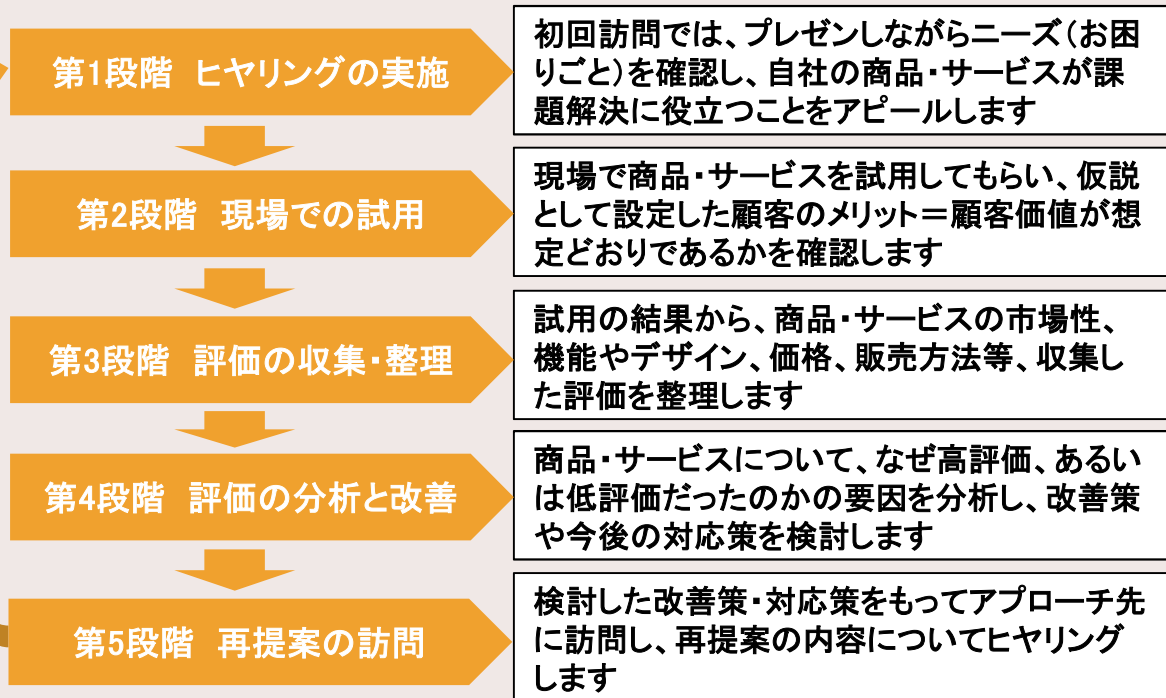 第1段階 ヒヤリングの実施
初回訪問では、プレゼンしながらニーズ(お困
りごと)を確認し、自社の商品・サービスが課
題解決に役立つことをアピールします
第2段階 現場での試用
現場で商品・サービスを試用してもらい、仮説
として設定した顧客のメリット=顧客価値が想
定どおりであるかを確認します
第3段階 評価の収集・整理
試用の結果から、商品・サービスの市場性、
機能やデザイン、価格、販売方法等、収集し
た評価を整理します
第4段階 評価の分析と改善
商品・サービスについて、なぜ高評価、あるい
は低評価だったのかの要因を分析し、改善策
や今後の対応策を検討します
第5段階 再提案の訪問
検討した改善策・対応策をもってアプローチ先
に訪問し、再提案の内容についてヒヤリング
します